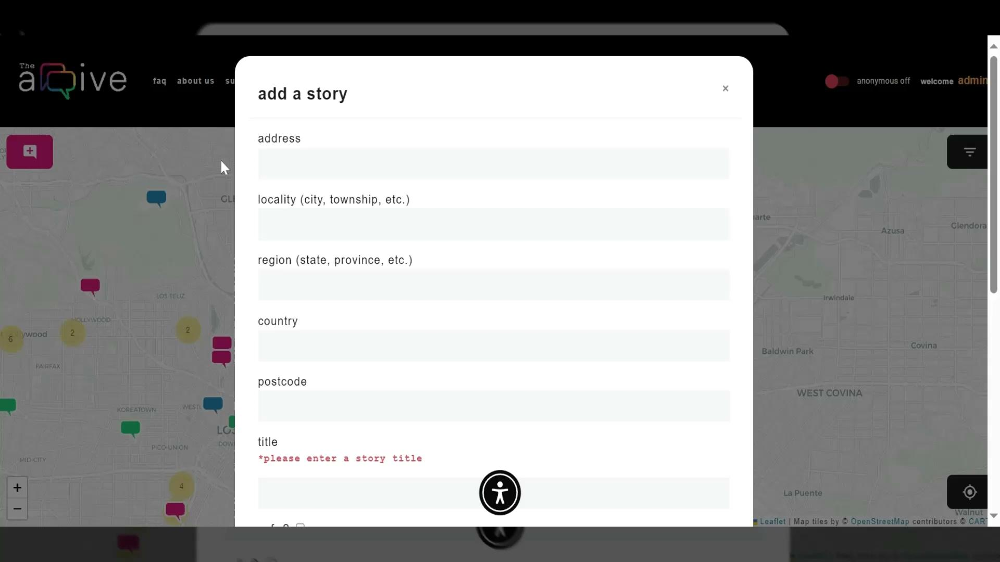 The
a ive
faq about us su
anonymous off welcome admin
add a story
×
address
locality (city, township, etc.)
region (state, province, etc.)
country
postcode
title
*please enter a story title
GLE
LOS FELIZ
HOLLYWOOD
2
2
6
ywood
FAIRFAX
KOREATOWN
WESTL
LOS
DOW
PICO-UNION
MID-CITY
4
+
−
arte
Azusa
Glendora
Irwindale
Baldwin Park
Covina
WEST COVINA
La Puente
Walnut
Leaflet | Map tiles by © OpenStreetMap contributors © CART